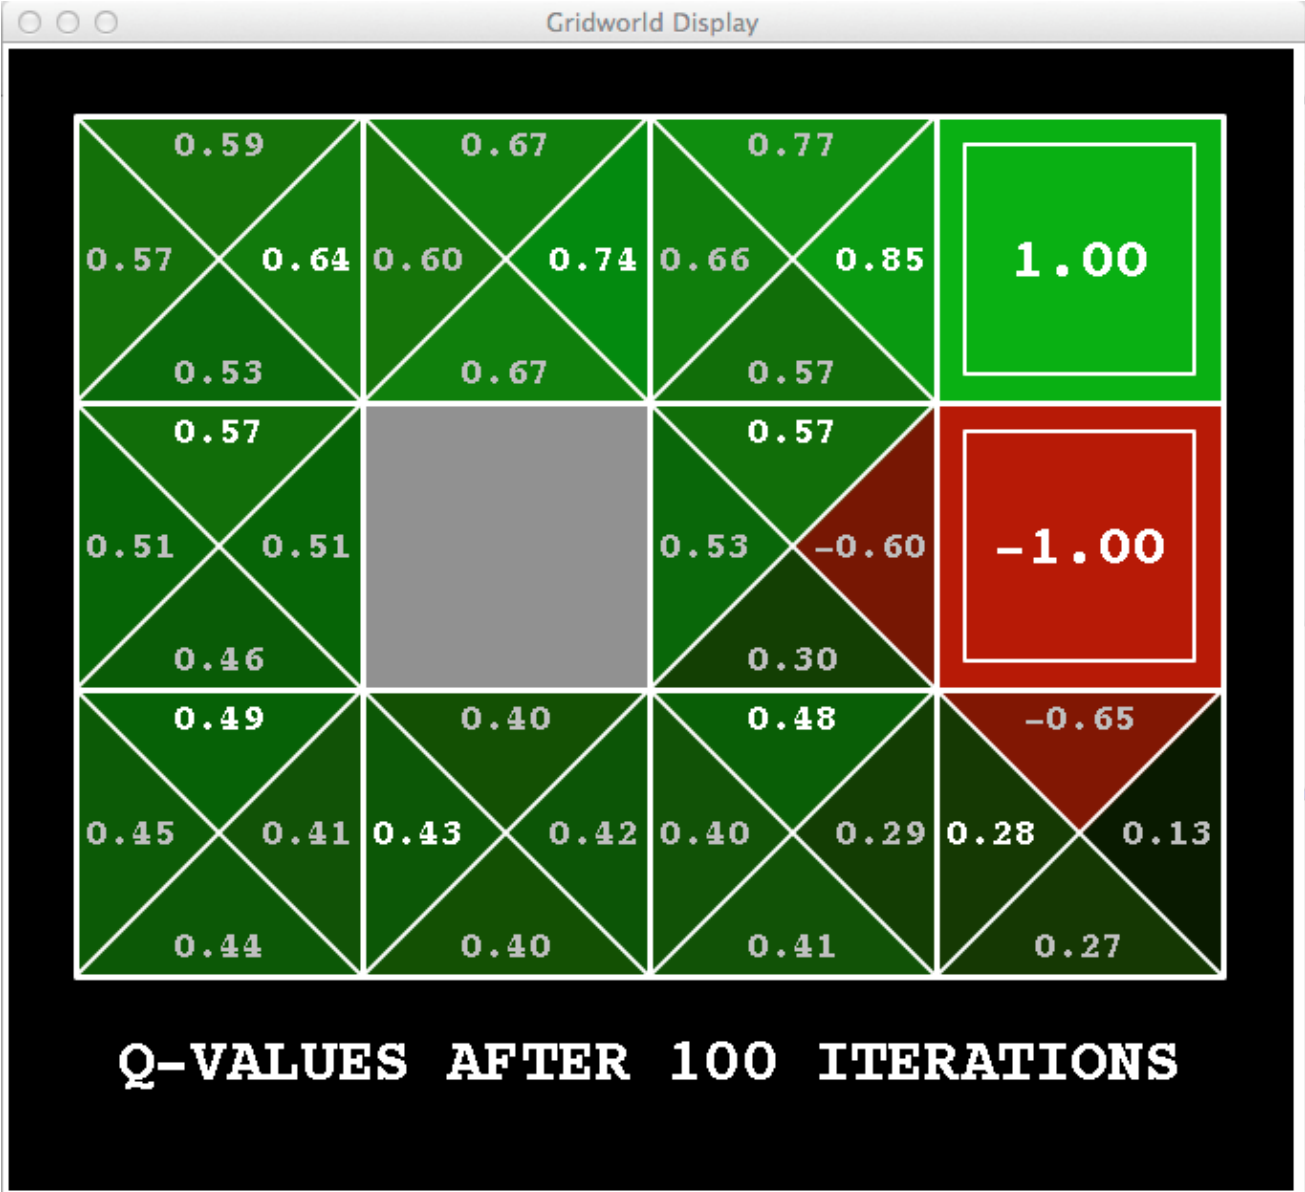 Gridworld Display
0.59 0.67 0.77
0.57 0.64 0.60 0.74 0.66 0.85 1.00
0.53 0.67 0.57
0.57 0.57
0.51 0.51 0.53 -0.60 -1.00
0.46 0.30
0.49 0.40 0.48 -0.65
0.45 0.41 0.43 0.42 0.40 0.29 0.28 0.13
0.44 0.40 0.41 0.27
Q-VALUES AFTER 100 ITERATIONS